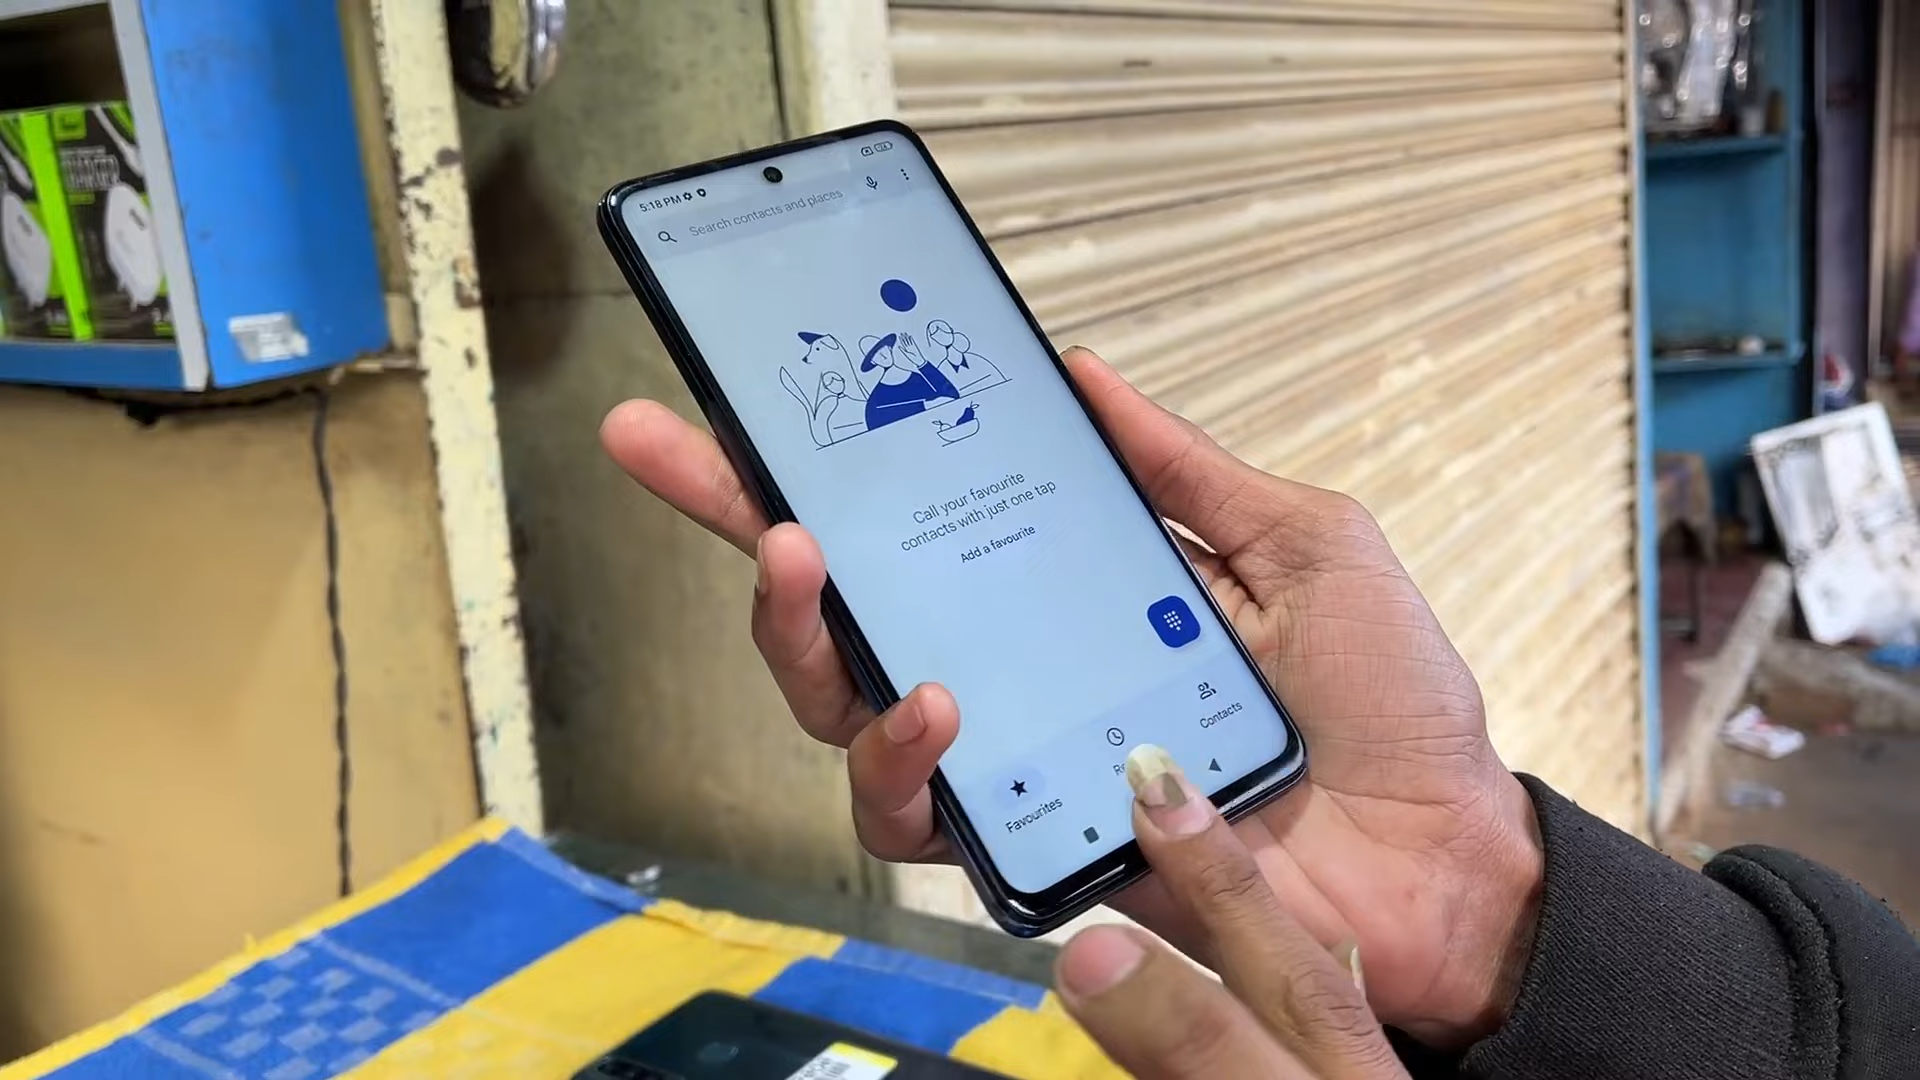 5:18 PM
Search contacts and places
Call your favourite
contacts with just one tap
Add a favourite
Favourites
Contacts
CHARGER